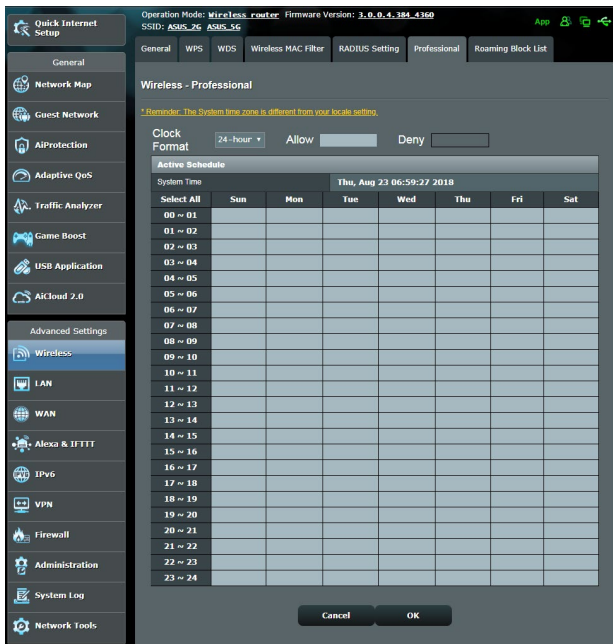 Quick Internet
Setup
General
Network Map
Guest Network
AiProtection
Adaptive QoS
Traffic Analyzer
Game Boost
USB Application
AiCloud 2.0
Advanced Settings
Wireless
LAN
WAN
Alexa & IFTTT
IPv6
VPN
Firewall
Administration
System Log
Network Tools
Operation Mode: Wireless router Firmware Version: 3.0.0.4.384_4360
SSID: ASUS_2G ASUS_5G
App
General WPS WDS Wireless MAC Filter RADIUS Setting Professional Roaming Block List
Wireless - Professional
* Reminder: The System time zone is different from your locale setting.
Clock
Format
24-hour Allow Deny
Active Schedule
System Time Thu, Aug 23 06:59:27 2018
Select All Sun Mon Tue Wed Thu Fri Sat
00 ~ 01
01 ~ 02
02 ~ 03
03 ~ 04
04 ~ 05
05 ~ 06
06 ~ 07
07 ~ 08
08 ~ 09
09 ~ 10
10 ~ 11
11 ~ 12
12 ~ 13
13 ~ 14
14 ~ 15
15 ~ 16
16 ~ 17
17 ~ 18
18 ~ 19
19 ~ 20
20 ~ 21
21 ~ 22
22 ~ 23
23 ~ 24
Cancel OK